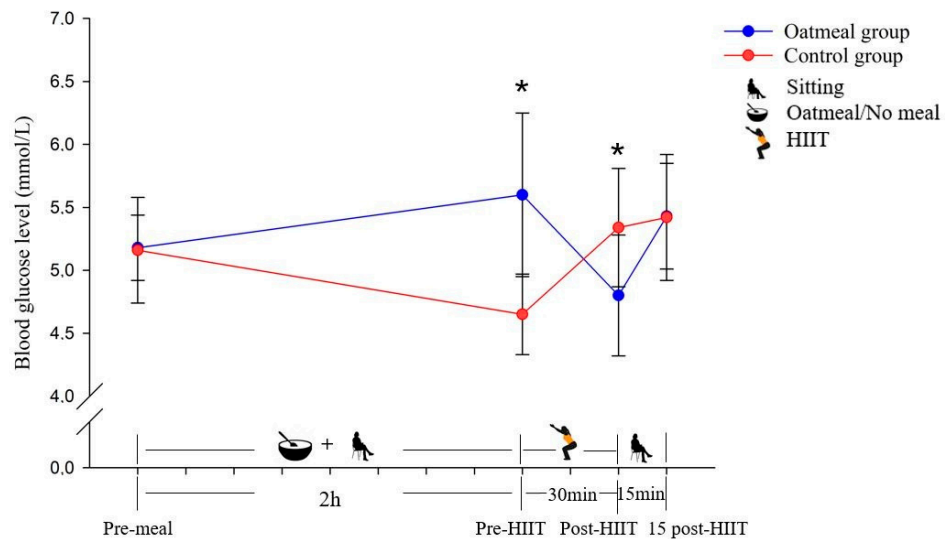 7.0
6.5
6.0
5.5
5.0
4.5
4.0
0.0
Blood glucose level (mmol/L)
Oatmeal group
Control group
Sitting
Oatmeal/No meal
HIIT
*
*
+
2h
30min
15min
Pre-meal
Pre-HIIT
Post-HIIT
15 post-HIIT